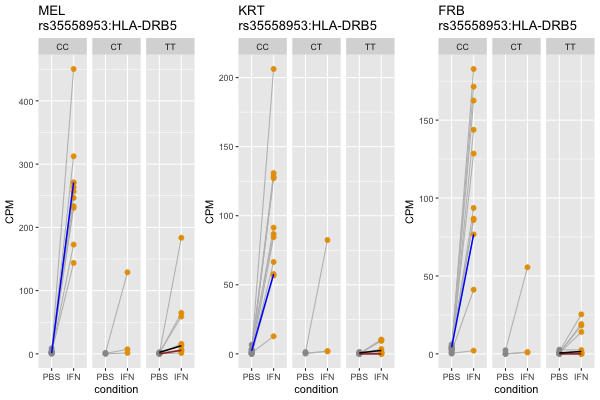 MEL
rs35558953:HLA-DRB5
CC CT TT
400
300
200
100
0
CPM
PBS IFN PBS IFN PBS IFN
condition
KRT
rs35558953:HLA-DRB5
CC CT TT
200
150
100
50
0
CPM
PBS IFN PBS IFN PBS IFN
condition
FRB
rs35558953:HLA-DRB5
CC CT TT
150
100
50
0
CPM
PBS IFN PBS IFN PBS IFN
condition